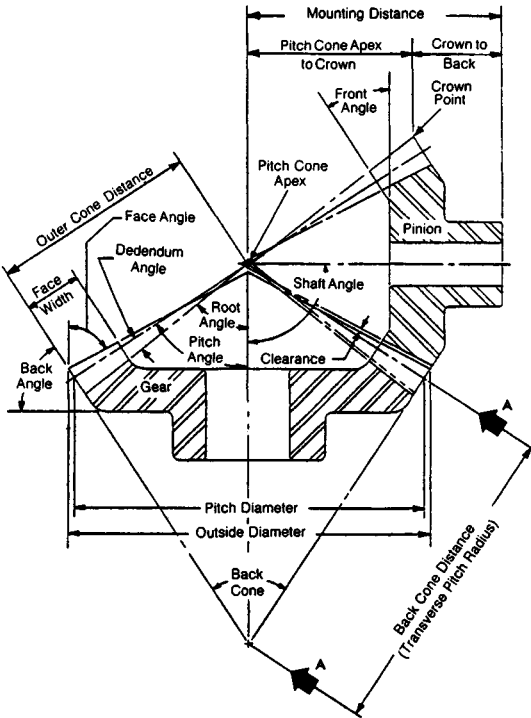 Mounting Distance
Pitch Cone Apex
to Crown
Crown to
Back
Front
Angle
Crown
Point
Pitch Cone
Apex
Outer Cone Distance
Face Angle
Pinion
Dedendum
Angle
Face
Width
Shaft Angle
Root
Angle
Pitch
Angle
Clearance
Back
Angle
Gear
A
Pitch Diameter
Outside Diameter
Back
Cone
Back Cone Distance
(Transverse Pitch Radius)
A